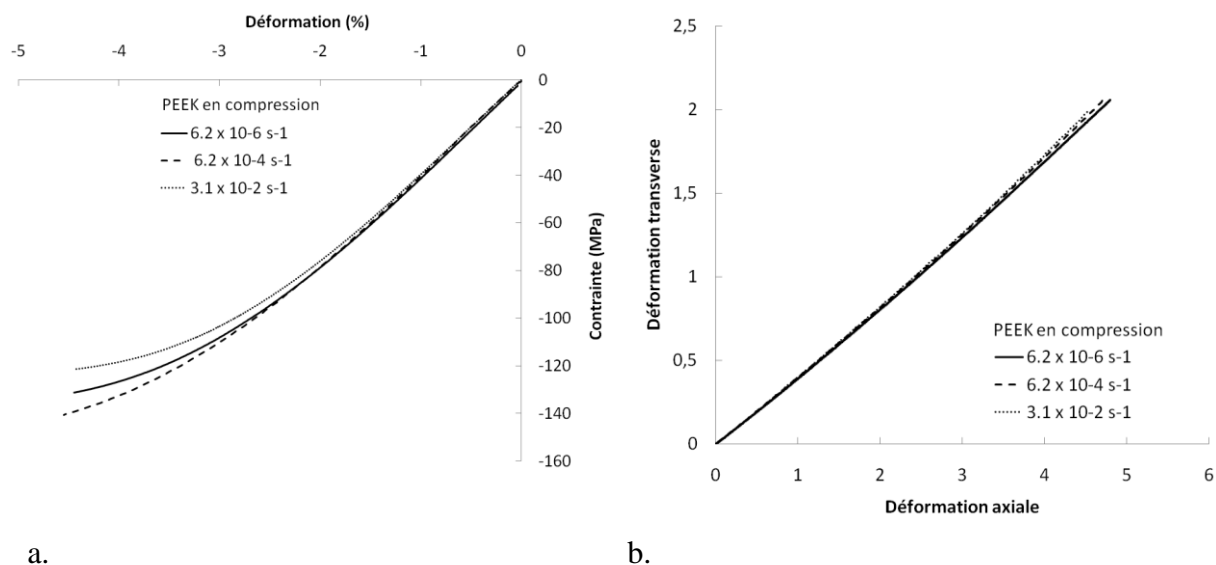 Déformation (%)
-5 -4 -3 -2 -1 0
0
-20
-40
-60
-80
-100
-120
-140
-160
Contrainte (MPa)
PEEK en compression
6.2 x 10-6 s-1
6.2 x 10-4 s-1
3.1 x 10-2 s-1
a.
2,5
2
1,5
1
0,5
0
Déformation transverse
PEEK en compression
6.2 x 10-6 s-1
6.2 x 10-4 s-1
3.1 x 10-2 s-1
0 1 2 3 4 5 6
Déformation axiale
b.